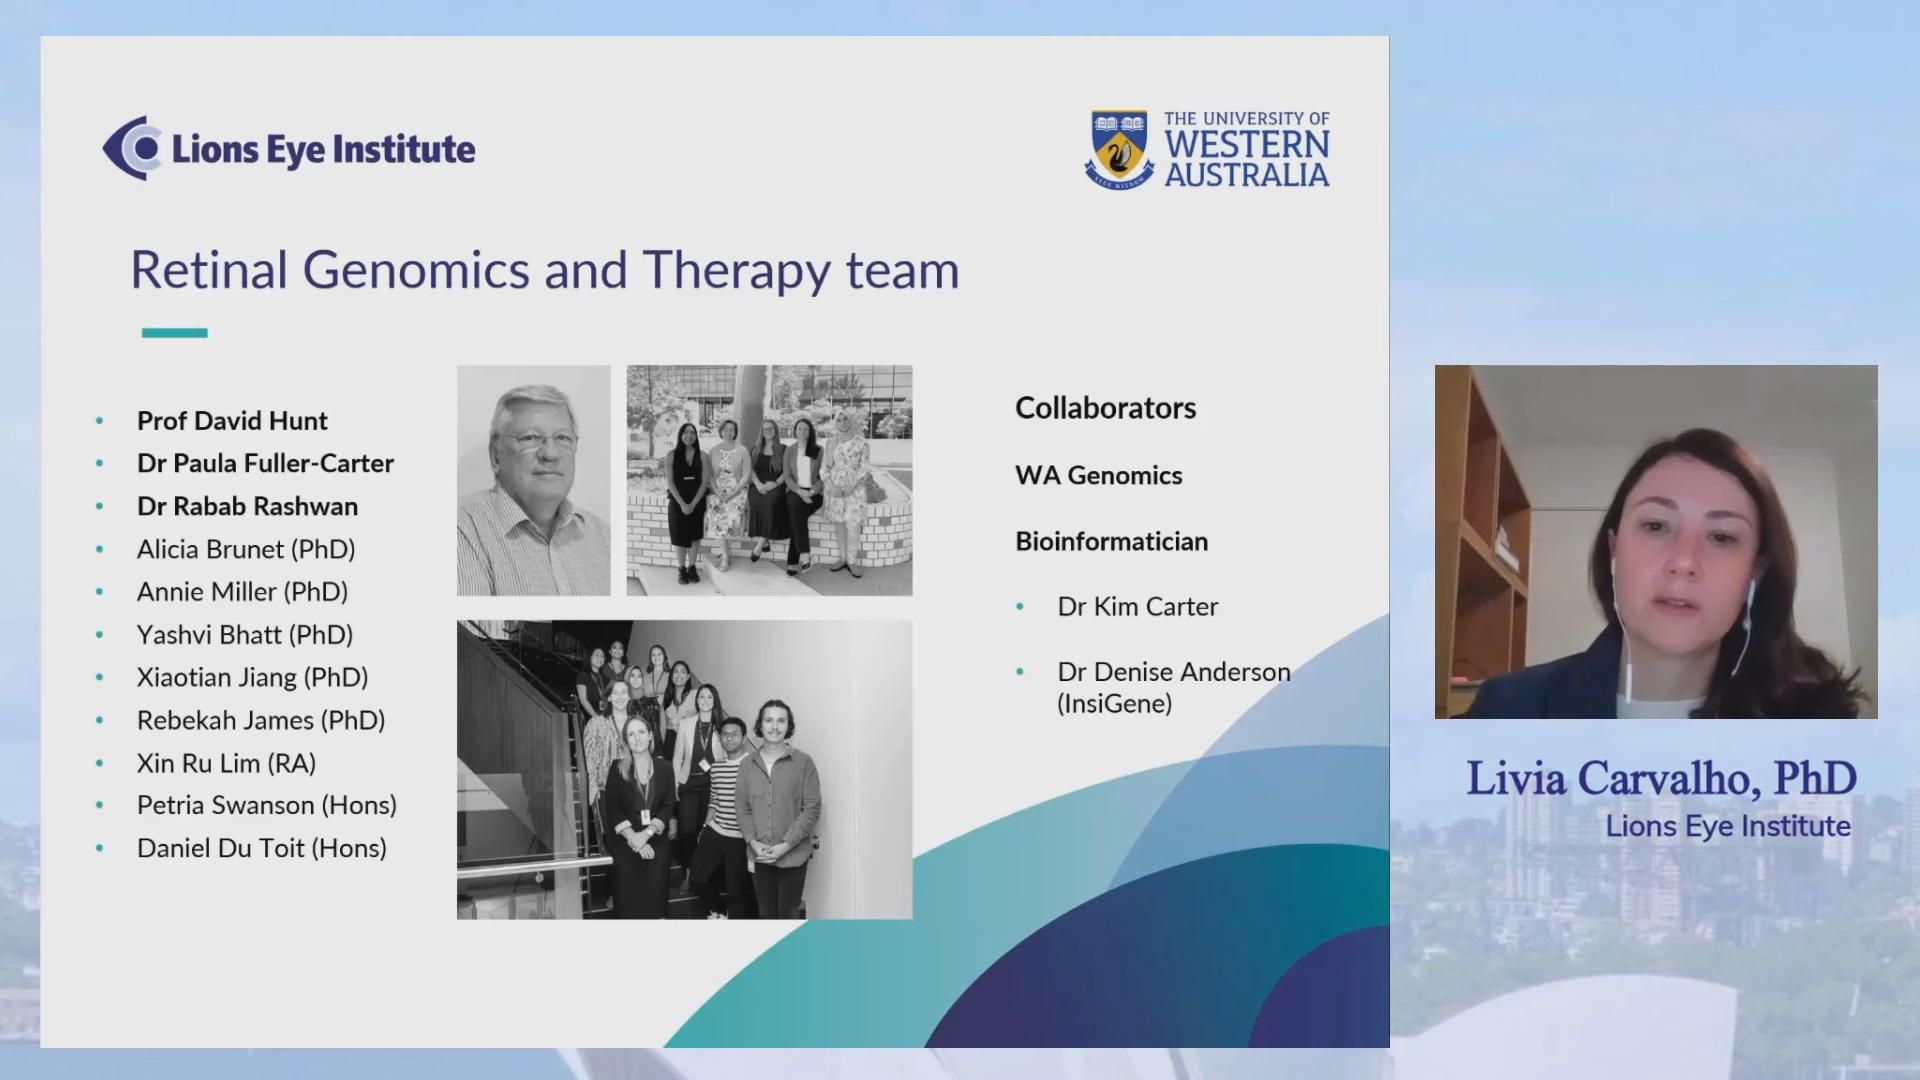 Lions Eye Institute
THE UNIVERSITY OF
WESTERN
AUSTRALIA
SEEK WISDOM
Retinal Genomics and Therapy team
• Prof David Hunt
• Dr Paula Fuller-Carter
• Dr Rabab Rashwan
• Alicia Brunet (PhD)
• Annie Miller (PhD)
• Yashvi Bhatt (PhD)
• Xiaotian Jiang (PhD)
• Rebekah James (PhD)
• Xin Ru Lim (RA)
• Petria Swanson (Hons)
• Daniel Du Toit (Hons)
Collaborators
WA Genomics
Bioinformatician
• Dr Kim Carter
• Dr Denise Anderson
(InsiGene)
Livia Carvalho, PhD
Lions Eye Institute